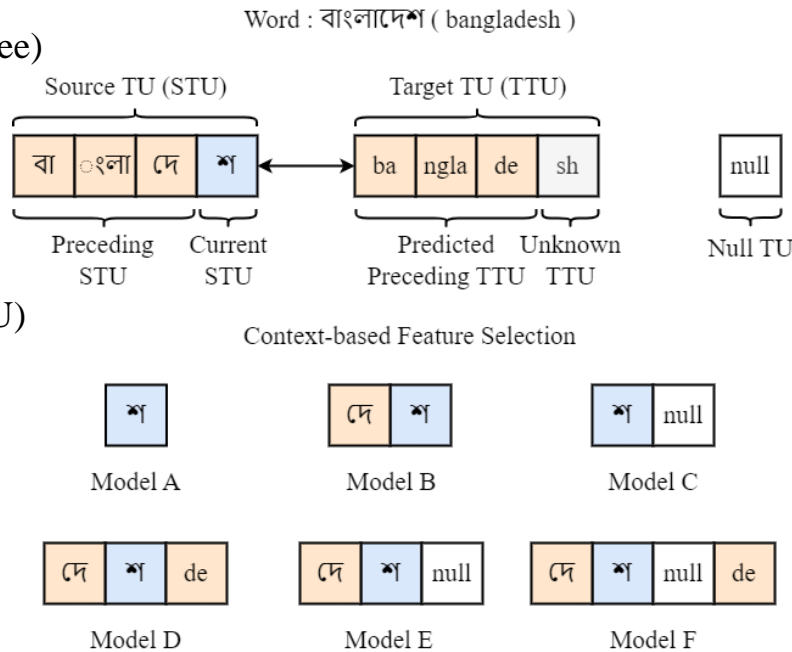 Word : বাংলাদেশ ( bangladesh )
ee)
Source TU (STU) Target TU (TTU)
বা ংলা দে শ ba ngla de sh null
Preceding STU Current STU Predicted Preceding TTU Unknown TTU Null TU
U)
Context-based Feature Selection
শ দে শ শ null
Model A Model B Model C
দে শ de দে শ null দে শ null de
Model D Model E Model F